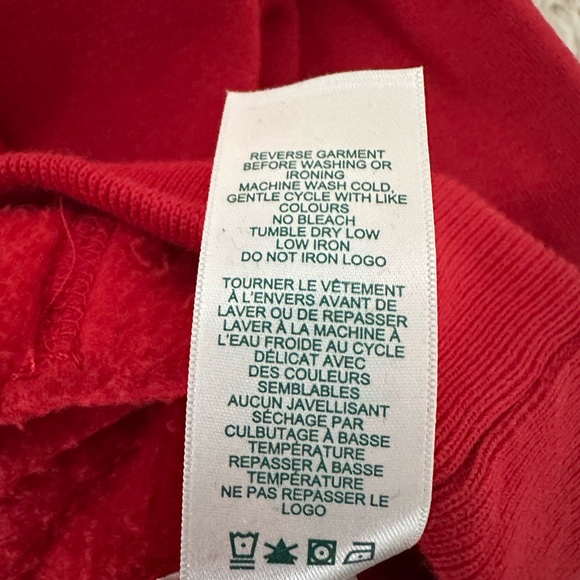 REVERSE GARMENT
BEFORE WASHING OR
IRONING
MACHINE WASH COLD,
GENTLE CYCLE WITH LIKE
COLOURS
NO BLEACH
TUMBLE DRY LOW
LOW IRON
DO NOT IRON LOGO
TOURNER LE VÊTEMENT
À L'ENVERS AVANT DE
LAVER OU DE REPASSER
LAVER À LA MACHINE À
L'EAU FROIDE AU CYCLE
DÉLICAT AVEC
DES COULEURS
SEMBLABLES
AUCUN JAVELLISANT
SÉCHAGE PAR
CULBUTAGE À BASSE
TEMPÉRATURE
REPASSER À BASSE
TEMPÉRATURE
NE PAS REPASSER LE
LOGO